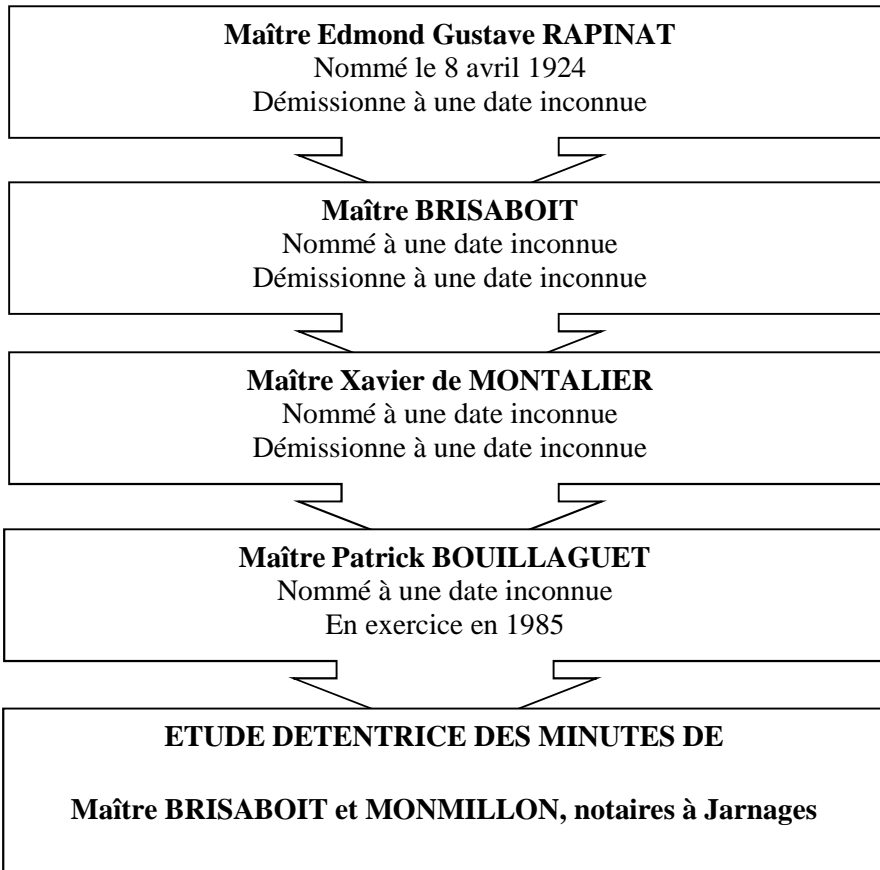 Maître Edmond Gustave RAPINAT
Nommé le 8 avril 1924
Démissionne à une date inconnue
Maître BRISABOIT
Nommé à une date inconnue
Démissionne à une date inconnue
Maître Xavier de MONTALIER
Nommé à une date inconnue
Démissionne à une date inconnue
Maître Patrick BOUILLAGUET
Nommé à une date inconnue
En exercice en 1985
ETUDE DETENTRICE DES MINUTES DE
Maître BRISABOIT et MONMILLON, notaires à Jarnages